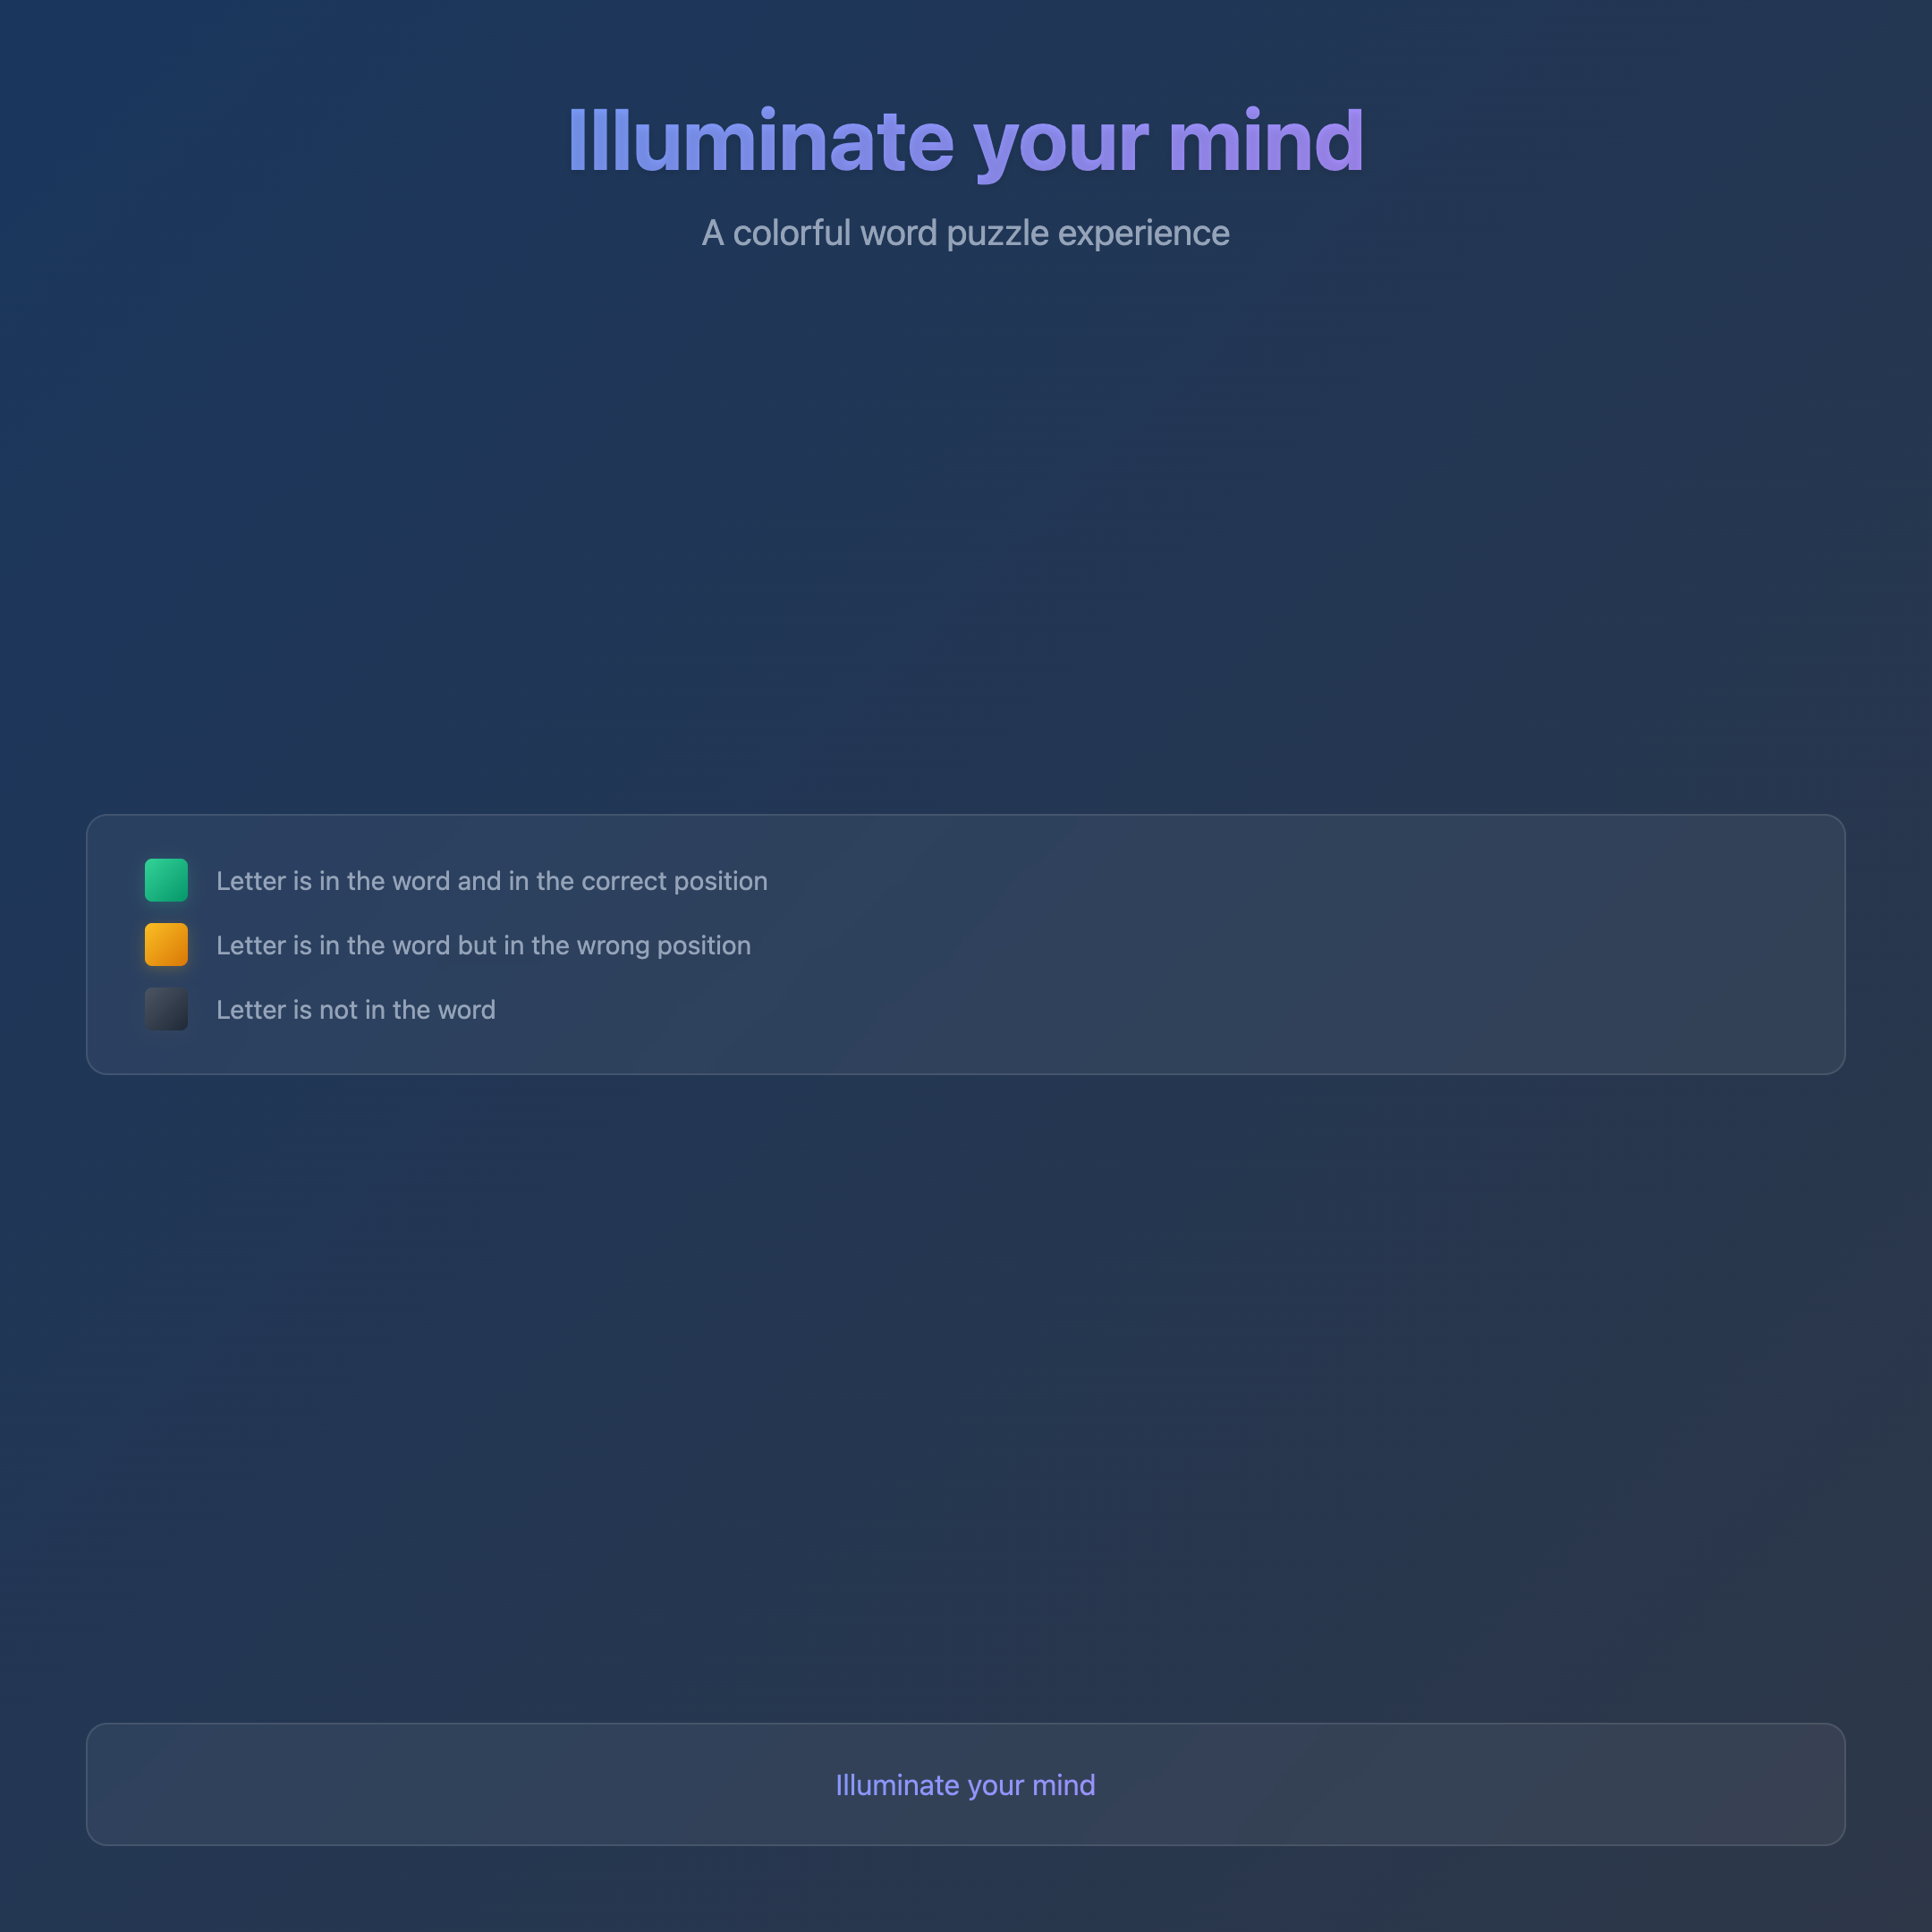 Illuminate your mind
A colorful word puzzle experience
Letter is in the word and in the correct position
Letter is in the word but in the wrong position
Letter is not in the word
Illuminate your mind